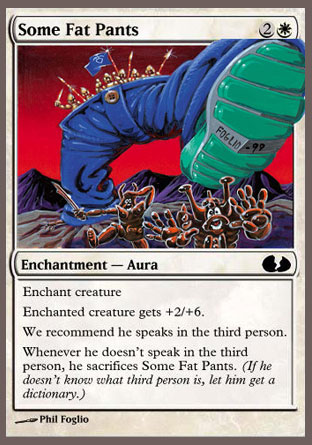 Some Fat Pants 2
FOGLIO -98
Enchantment — Aura
Enchant creature
Enchanted creature gets +2/+6.
We recommend he speaks in the third person.
Whenever he doesn't speak in the third
person, he sacrifices Some Fat Pants. (If he
doesn't know what third person is, let him get a
dictionary.)
Phil Foglio